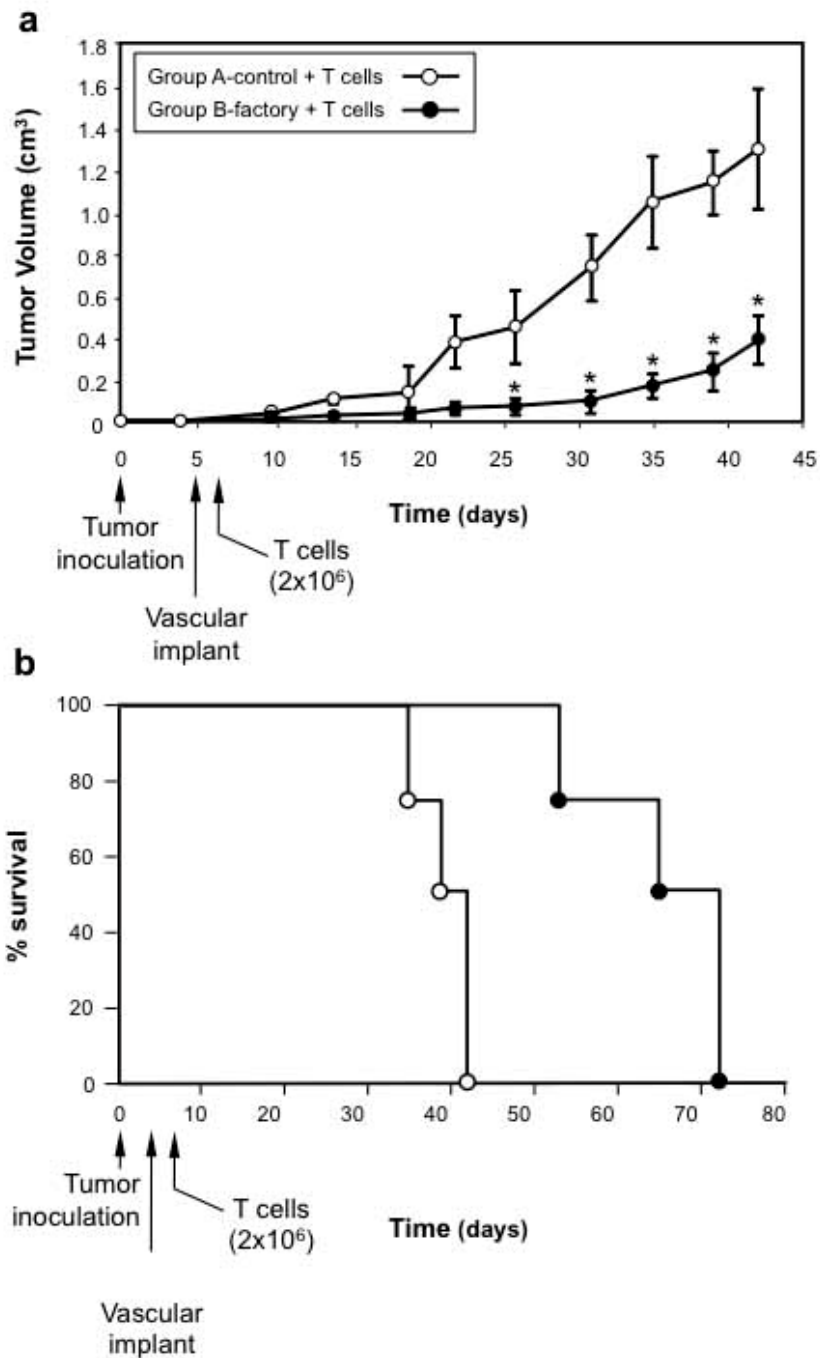 a
1.8
1.6
1.4
1.2
1.0
0.8
0.6
0.4
0.2
0
Tumor Volume (cm³)
Group A-control + T cells
Group B-factory + T cells
* * * * *
0 5 10 15 20 25 30 35 40 45
Time (days)
Tumor
inoculation
T cells
(2x10⁶)
Vascular
implant
b
100
80
60
40
20
0
% survival
0 10 20 30 40 50 60 70 80
Tumor
inoculation
T cells
(2x10⁶)
Time (days)
Vascular
implant